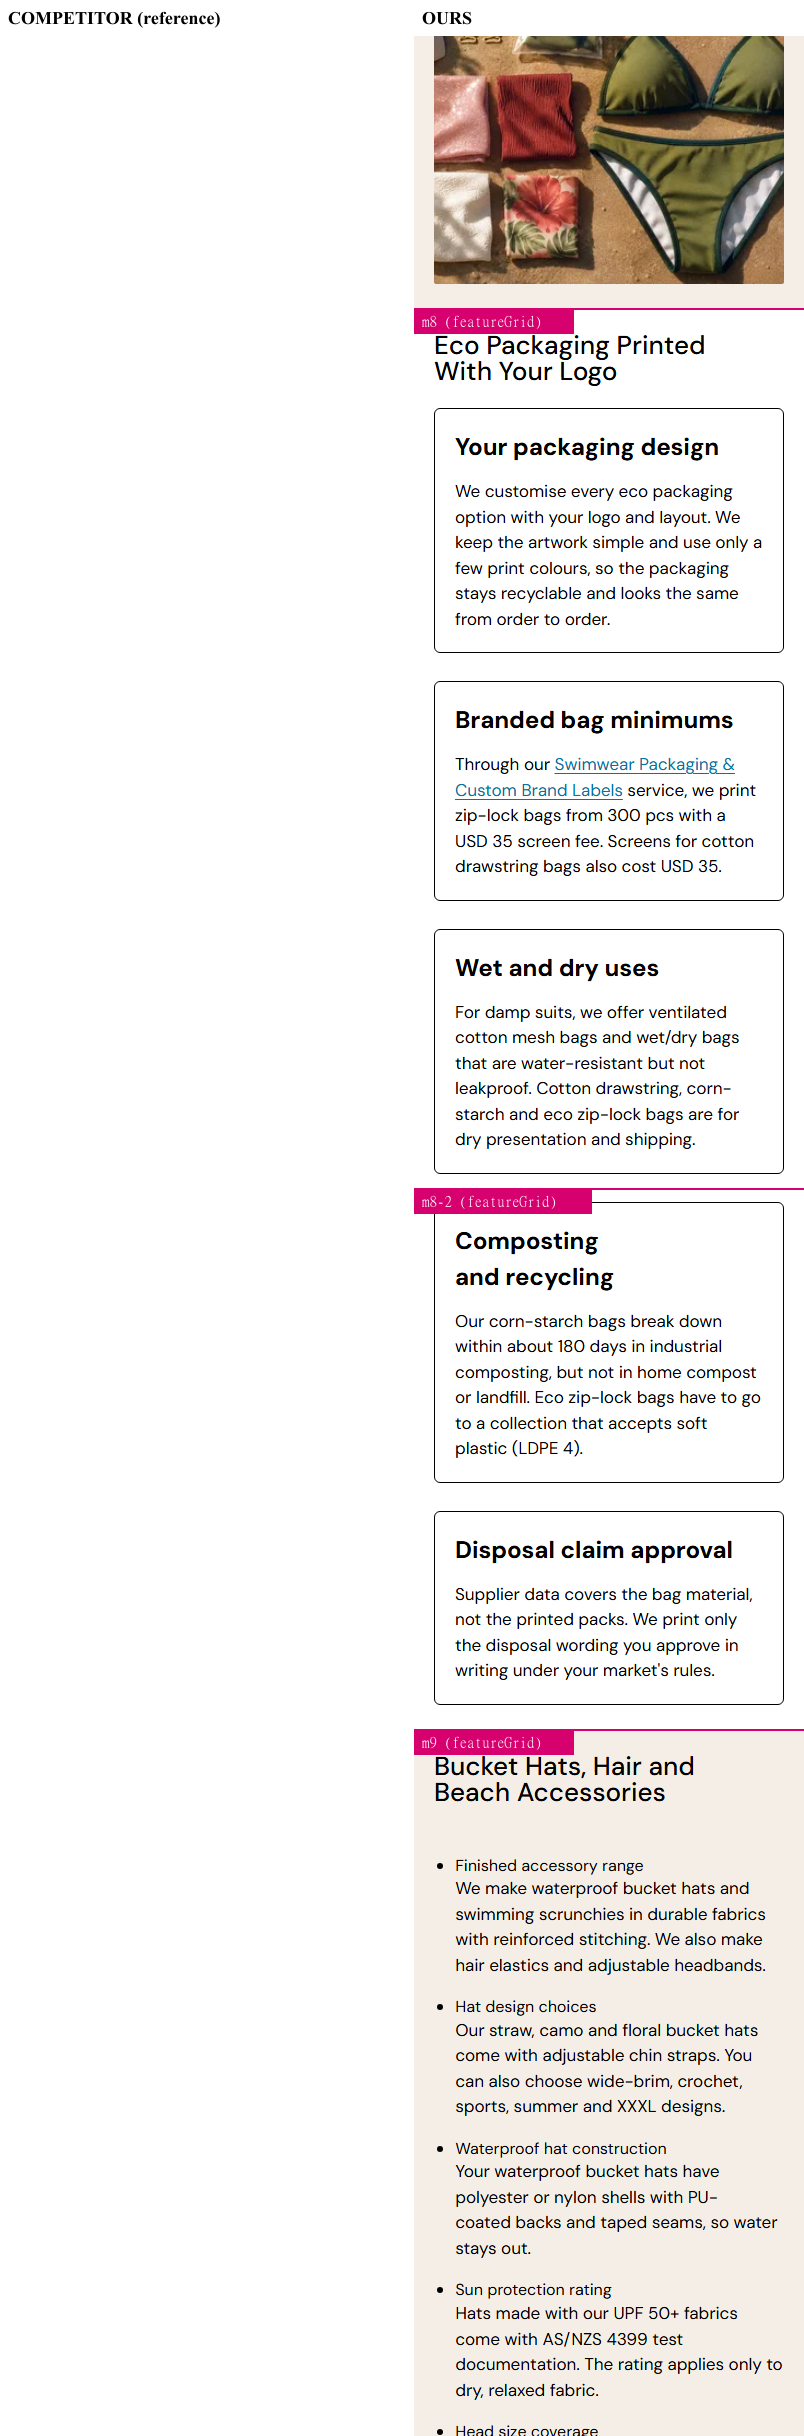 COMPETITOR (reference)
OURS
m8 (featureGrid)
Eco Packaging Printed
With Your Logo
Your packaging design
We customise every eco packaging
option with your logo and layout. We
keep the artwork simple and use only a
few print colours, so the packaging
stays recyclable and looks the same
from order to order.
Branded bag minimums
Through our Swimwear Packaging &
Custom Brand Labels service, we print
zip-lock bags from 300 pcs with a
USD 35 screen fee. Screens for cotton
drawstring bags also cost USD 35.
Wet and dry uses
For damp suits, we offer ventilated
cotton mesh bags and wet/dry bags
that are water-resistant but not
leakproof. Cotton drawstring, corn-
starch and eco zip-lock bags are for
dry presentation and shipping.
m8-2 (featureGrid)
Composting
and recycling
Our corn-starch bags break down
within about 180 days in industrial
composting, but not in home compost
or landfill. Eco zip-lock bags have to go
to a collection that accepts soft
plastic (LDPE 4).
Disposal claim approval
Supplier data covers the bag material,
not the printed packs. We print only
the disposal wording you approve in
writing under your market's rules.
m9 (featureGrid)
Bucket Hats, Hair and
Beach Accessories
Finished accessory range
We make waterproof bucket hats and
swimming scrunchies in durable fabrics
with reinforced stitching. We also make
hair elastics and adjustable headbands.
Hat design choices
Our straw, camo and floral bucket hats
come with adjustable chin straps. You
can also choose wide-brim, crochet,
sports, summer and XXXL designs.
Waterproof hat construction
Your waterproof bucket hats have
polyester or nylon shells with PU-
coated backs and taped seams, so water
stays out.
Sun protection rating
Hats made with our UPF 50+ fabrics
come with AS/NZS 4399 test
documentation. The rating applies only to
dry, relaxed fabric.
Head size coverage